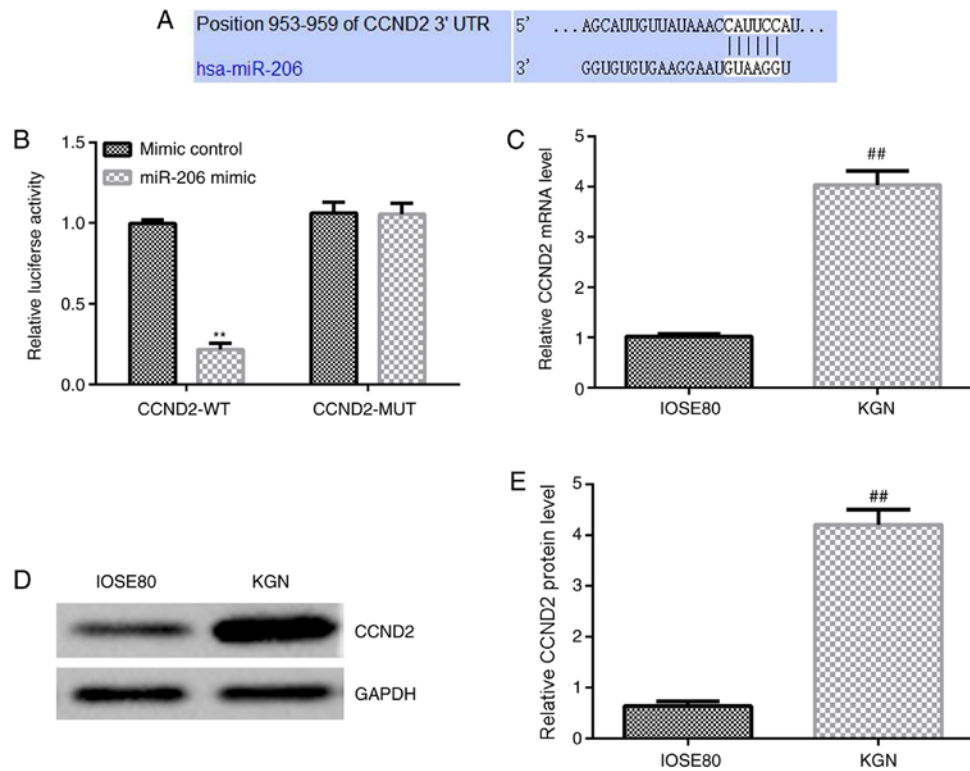 A
Position 953-959 of CCND2 3' UTR
5' ...AGCAUUGUUAUAAACCAUUCCAU...
hsa-miR-206
3' GGUGUGUGAAGGAAUGUAAGGU
B
1.5
1.0
0.5
0.0
Relative luciferse activity
Mimic control
miR-206 mimic
**
CCND2-WT
CCND2-MUT
C
5
4
3
2
1
0
Relative CCND2 mRNA level
##
IOSE80
KGN
D
IOSE80 KGN
CCND2
GAPDH
E
5
4
3
2
1
0
Relative CCND2 protein level
##
IOSE80
KGN